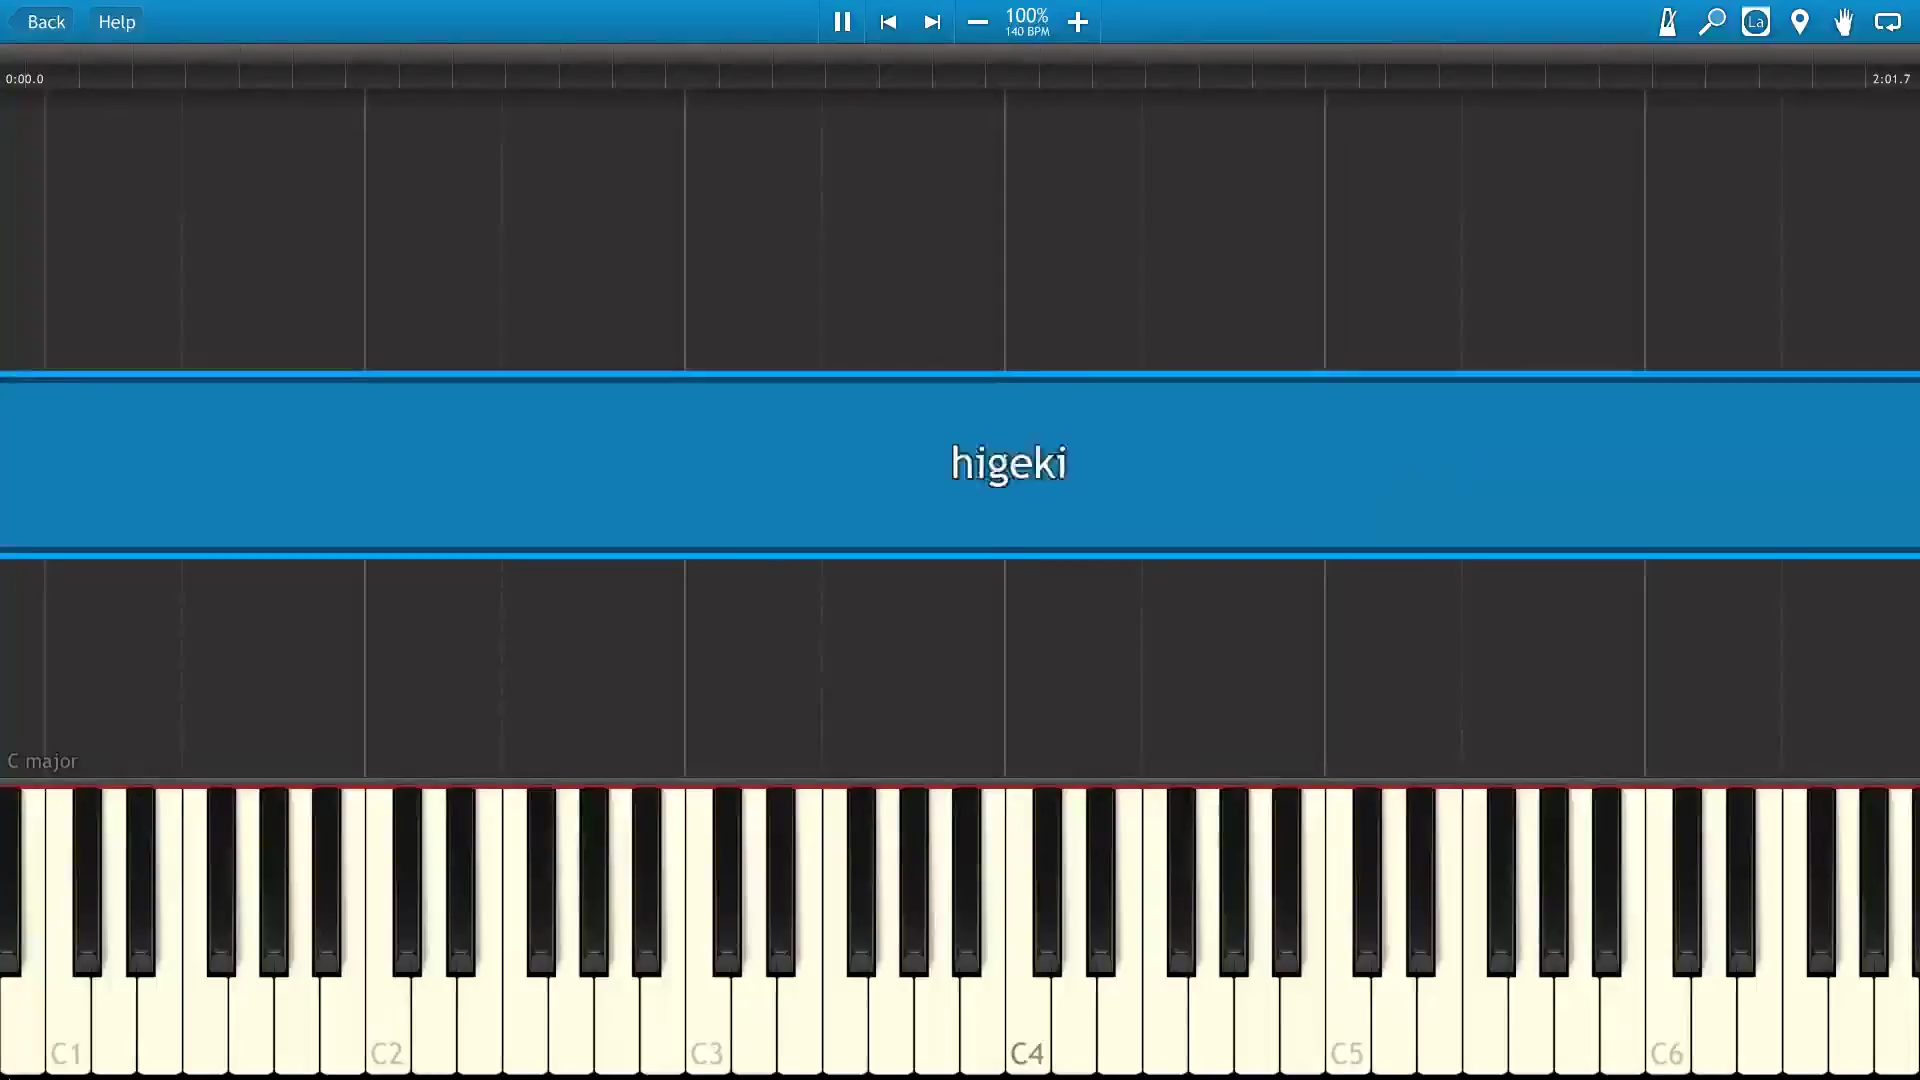 Back Help 100% La
140 BPM
0:00.0 2:01.7
higeki
C major
C1 C2 C3 C4 C5 C6